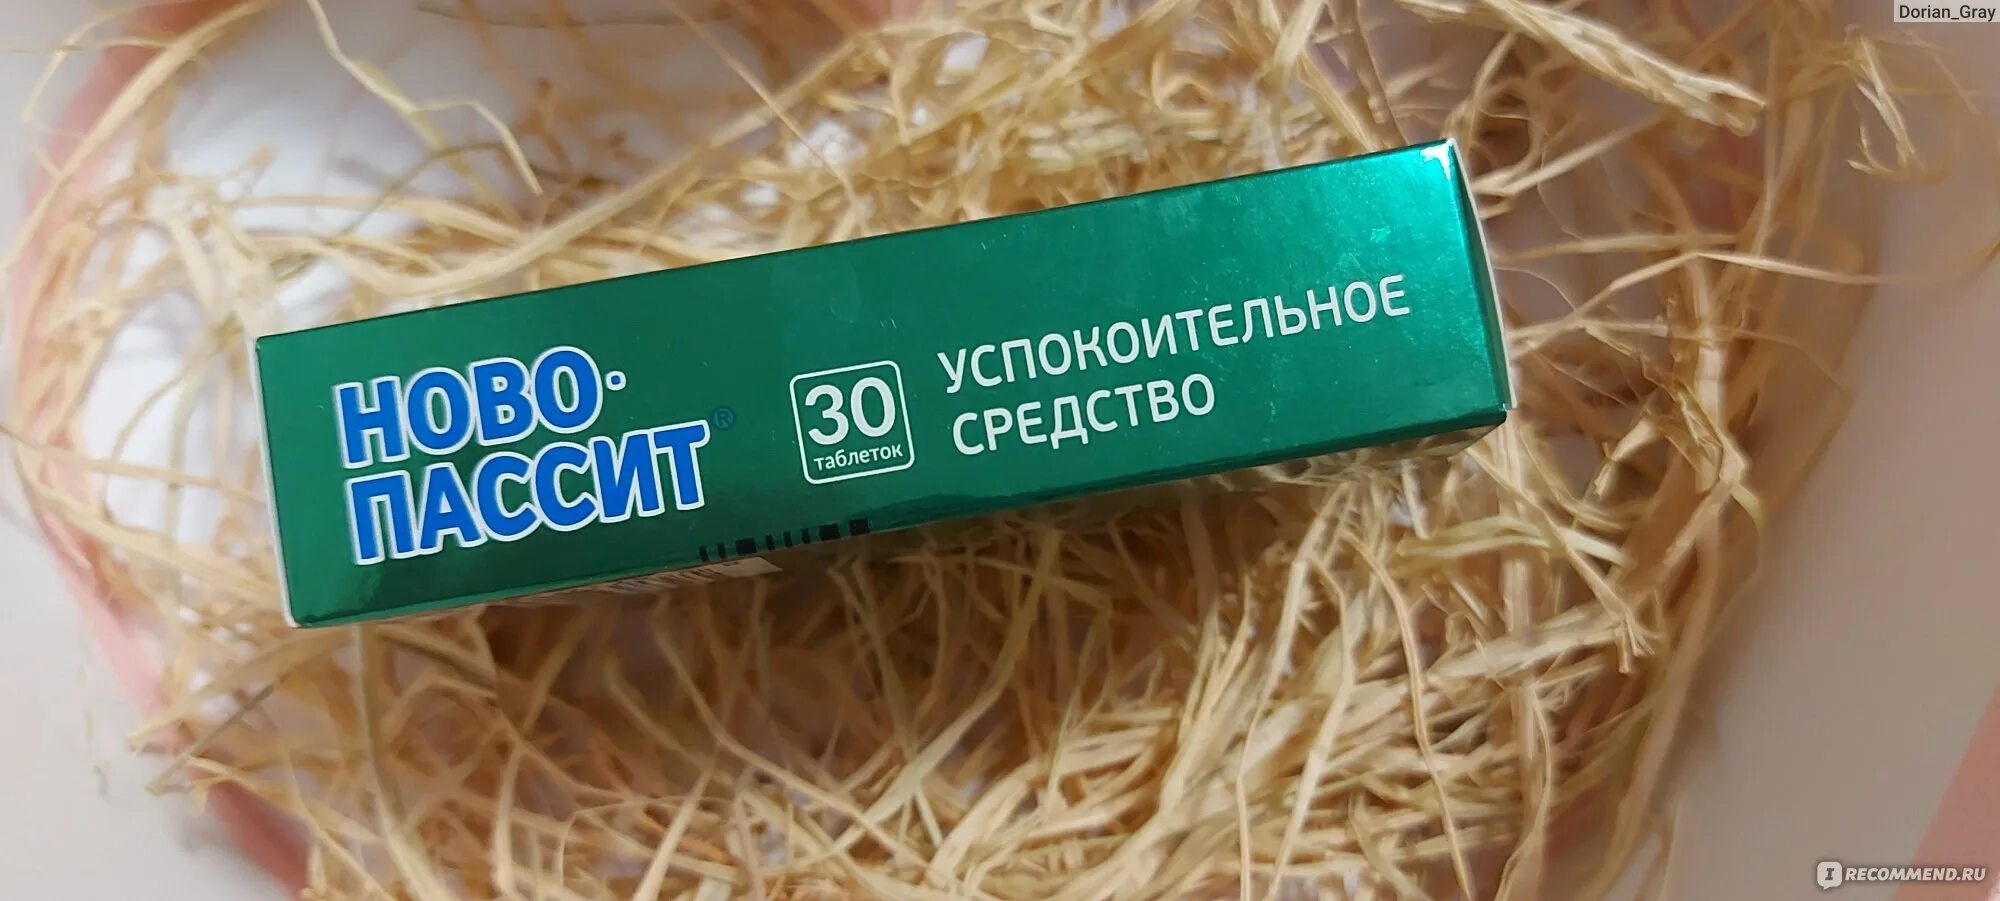 Dorian_Gray
НОВО-
ПАССИТ®
30
таблеток
УСПОКОИТЕЛЬНОЕ
СРЕДСТВО
I RECOMMEND.RU